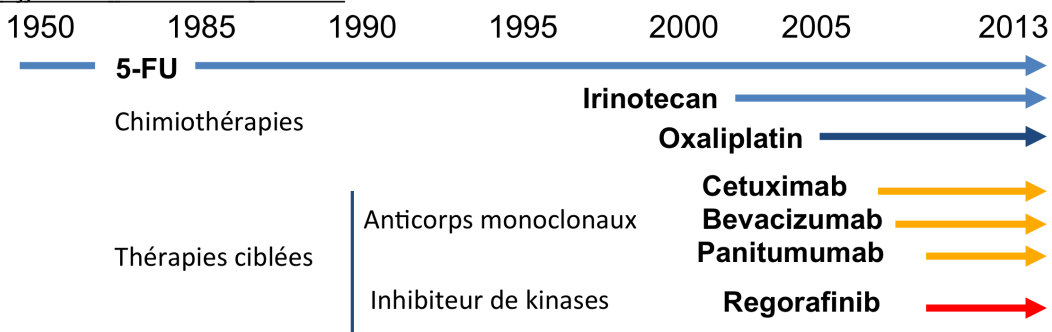 1950 1985 1990 1995 2000 2005 2013
5-FU
Irinotecan
Chimiothérapies
Oxaliplatin
Cetuximab
Anticorps monoclonaux
Bevacizumab
Thérapies ciblées
Panitumumab
Inhibiteur de kinases
Regorafinib